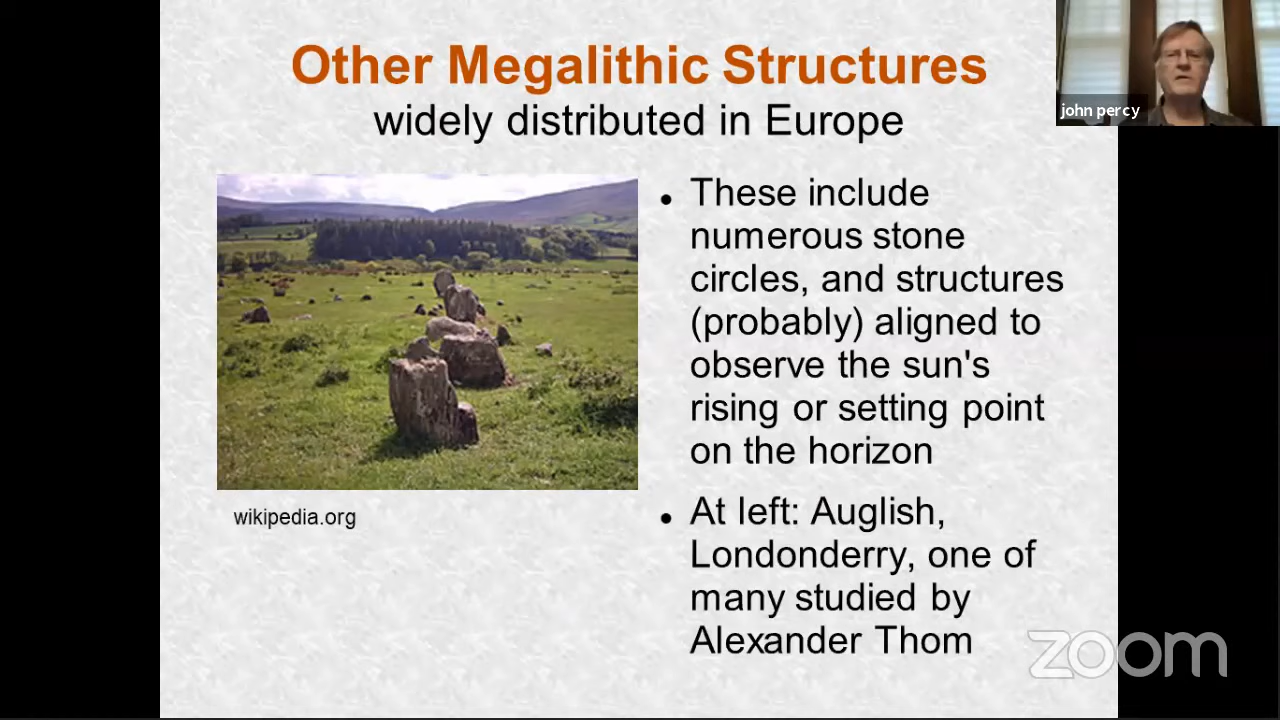 Other Megalithic Structures
widely distributed in Europe
john percy
These include
numerous stone
circles, and structures
(probably) aligned to
observe the sun's
rising or setting point
on the horizon
wikipedia.org
At left: Auglish,
Londonderry, one of
many studied by
Alexander Thom
zoom